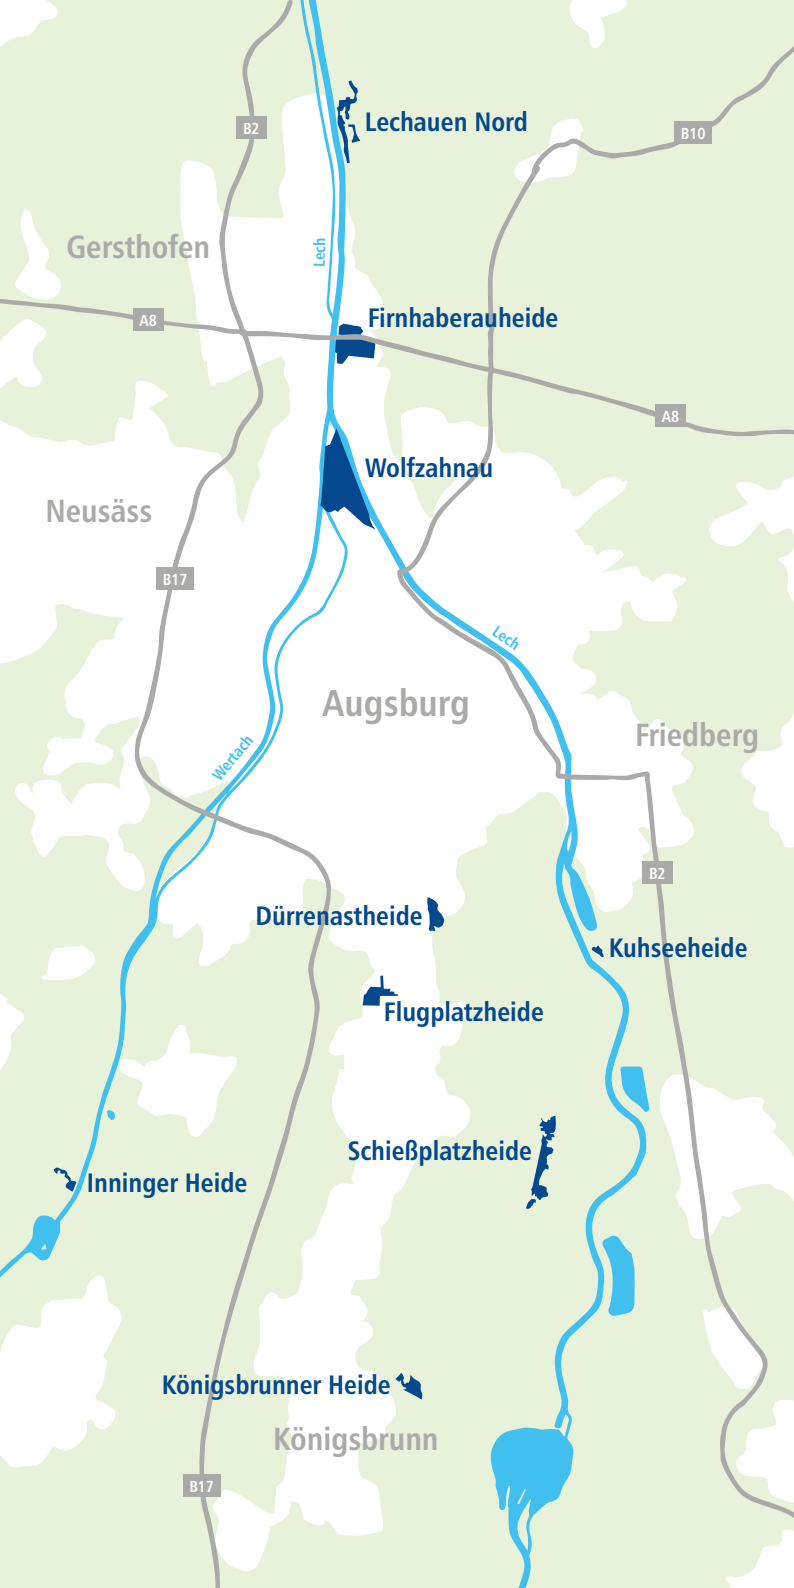 Lechauen Nord
B2
B10
Gersthofen
Lech
Firnhaberauheide
A8
A8
Wolfzahnau
Neusäss
B17
Lech
Augsburg
Friedberg
Wertach
B2
Dürrenastheide
Kuhseeheide
Flugplatzheide
Schießplatzheide
Inninger Heide
Königsbrunner Heide
Königsbrunn
B17